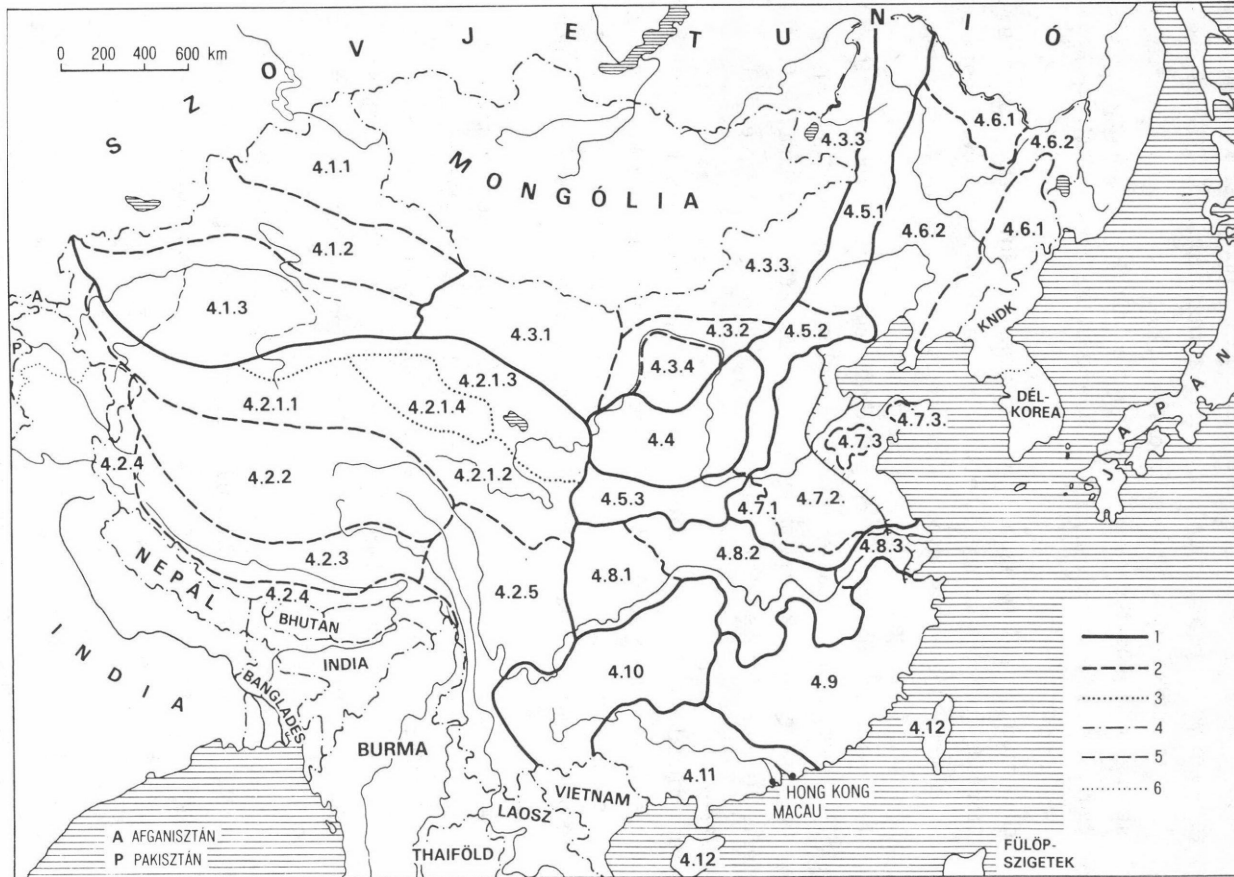 SZOVJETUNIÓ
0 200 400 600 km
4.1.1
MONGÓLIA
4.3.3
4.6.1
4.6.2
4.5.1
4.1.2
4.6.2
4.6.1
4.3.3.
A
4.1.3
4.3.1
4.3.2
4.5.2
KNDK
P
4.3.4
4.2.1.3
4.2.1.1
4.2.1.4
DÉL-
KOREA
JAPÁN
4.7.3.
4.4
4.7.3
4.2.4
4.2.2
4.2.1.2
4.5.3
4.7.1
4.7.2.
4.2.3
4.8.2
4.8.3
NEPÁL
4.8.1
4.2.5
4.2.4
BHUTÁN
INDIA
INDIA
BANGLADES
4.10
4.9
BURMA
4.12
4.11
VIETNAM
HONG KONG
MACAU
LAOSZ
THAIFÖLD
4.12
A AFGANISZTÁN
P PAKISZTÁN
FÜLÖP-
SZIGETEK
1
2
3
4
5
6